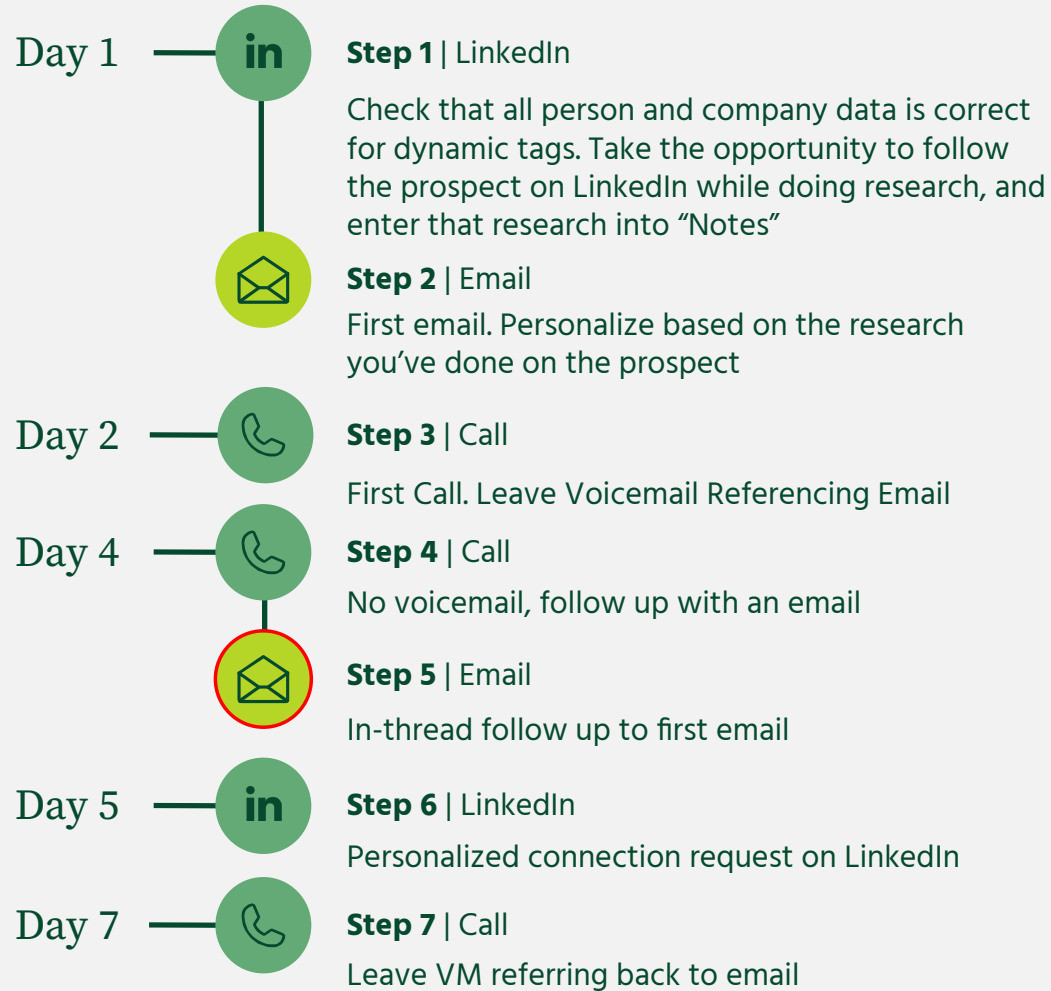 Day 1
in
Step 1 | LinkedIn
Check that all person and company data is correct
for dynamic tags. Take the opportunity to follow
the prospect on LinkedIn while doing research, and
enter that research into “Notes”
Step 2 | Email
First email. Personalize based on the research
you’ve done on the prospect
Day 2
Step 3 | Call
First Call. Leave Voicemail Referencing Email
Day 4
Step 4 | Call
No voicemail, follow up with an email
Step 5 | Email
In-thread follow up to first email
Day 5
in
Step 6 | LinkedIn
Personalized connection request on LinkedIn
Day 7
Step 7 | Call
Leave VM referring back to email